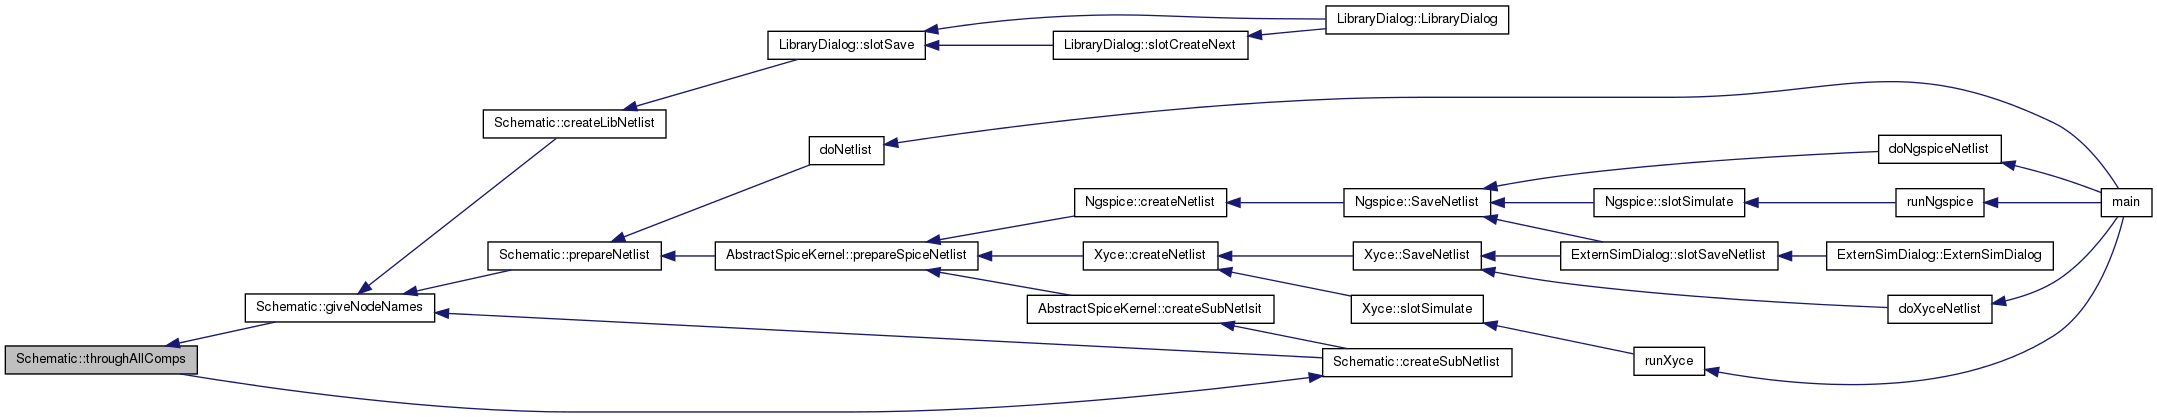 LibraryDialog::LibraryDialog
LibraryDialog::slotSave
LibraryDialog::slotCreateNext
Schematic::createLibNetlist
doNetlist
doNgspiceNetlist
Ngspice::createNetlist
Ngspice::SaveNetlist
Ngspice::slotSimulate
runNgspice
main
Schematic::prepareNetlist
AbstractSpiceKernel::prepareSpiceNetlist
Xyce::createNetlist
Xyce::SaveNetlist
ExternSimDialog::slotSaveNetlist
ExternSimDialog::ExternSimDialog
Schematic::giveNodeNames
AbstractSpiceKernel::createSubNetlsit
Xyce::slotSimulate
doXyceNetlist
Schematic::throughAllComps
Schematic::createSubNetlist
runXyce